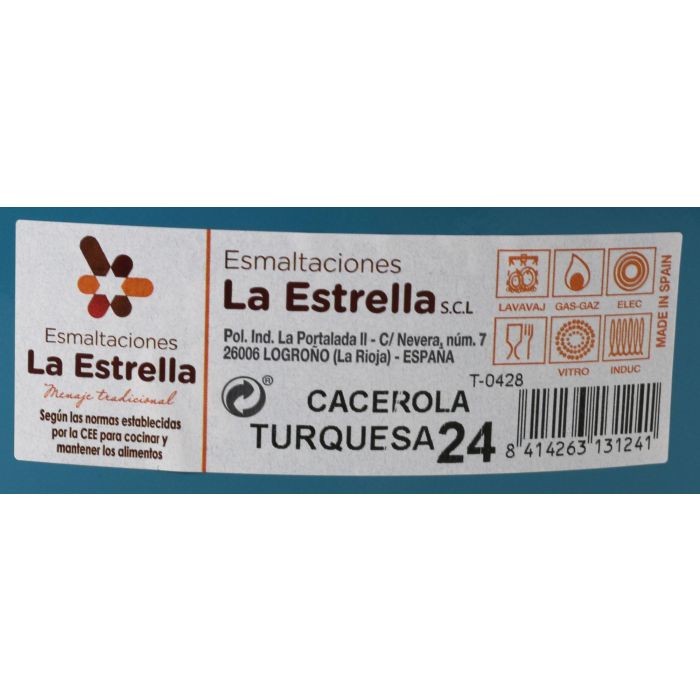 Esmaltaciones
La Estrella
Menaje tradicional
Según las normas establecidas
por la CEE para cocinar y
mantener los alimentos
Esmaltaciones
La Estrella S.C.L
Pol. Ind. La Portalada II - C/ Nevera, núm. 7
26006 LOGROÑO (La Rioja) - ESPAÑA
®
CACEROLA
TURQUESA 24
LAVAVAJ GAS-GAZ ELEC
VITRO INDUC
MADE IN SPAIN
T-0428
8 414263 131241